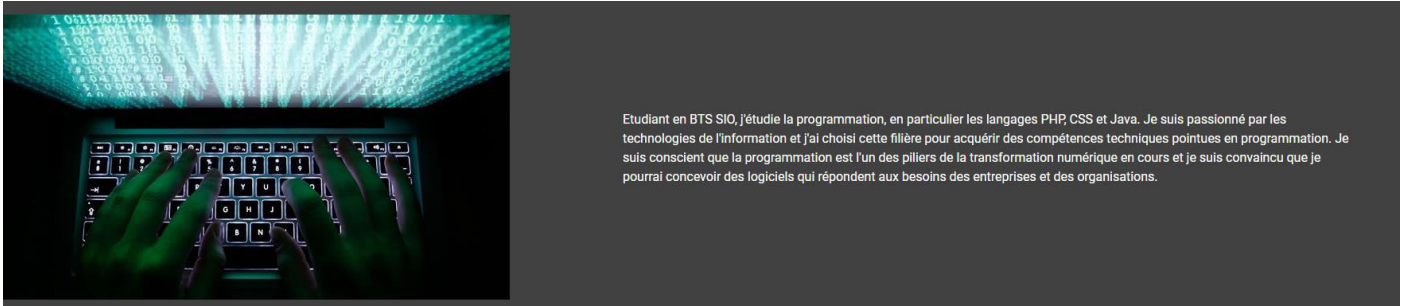 Etudiant en BTS SIO, j'étudie la programmation, en particulier les langages PHP, CSS et Java. Je suis passionné par les
technologies de l'information et j'ai choisi cette filière pour acquérir des compétences techniques pointues en programmation. Je
suis conscient que la programmation est l'un des piliers de la transformation numérique en cours et je suis convaincu que je
pourrai concevoir des logiciels qui répondent aux besoins des entreprises et des organisations.
Y U
G H J
B N